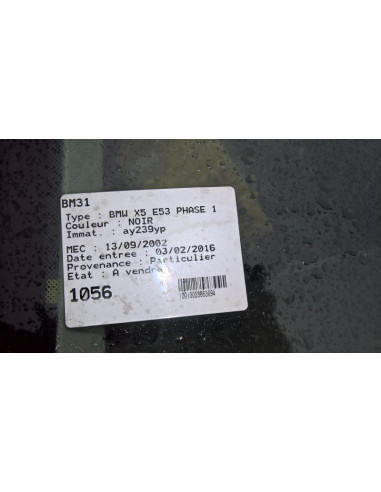 BM31
Type : BMW X5 E53 PHASE 1
Couleur : NOIR
Immat. : ay239yp
MEC : 13/09/2002
Date entree : 03/02/2016
Provenance : Particulier
Etat : A vendre
1056